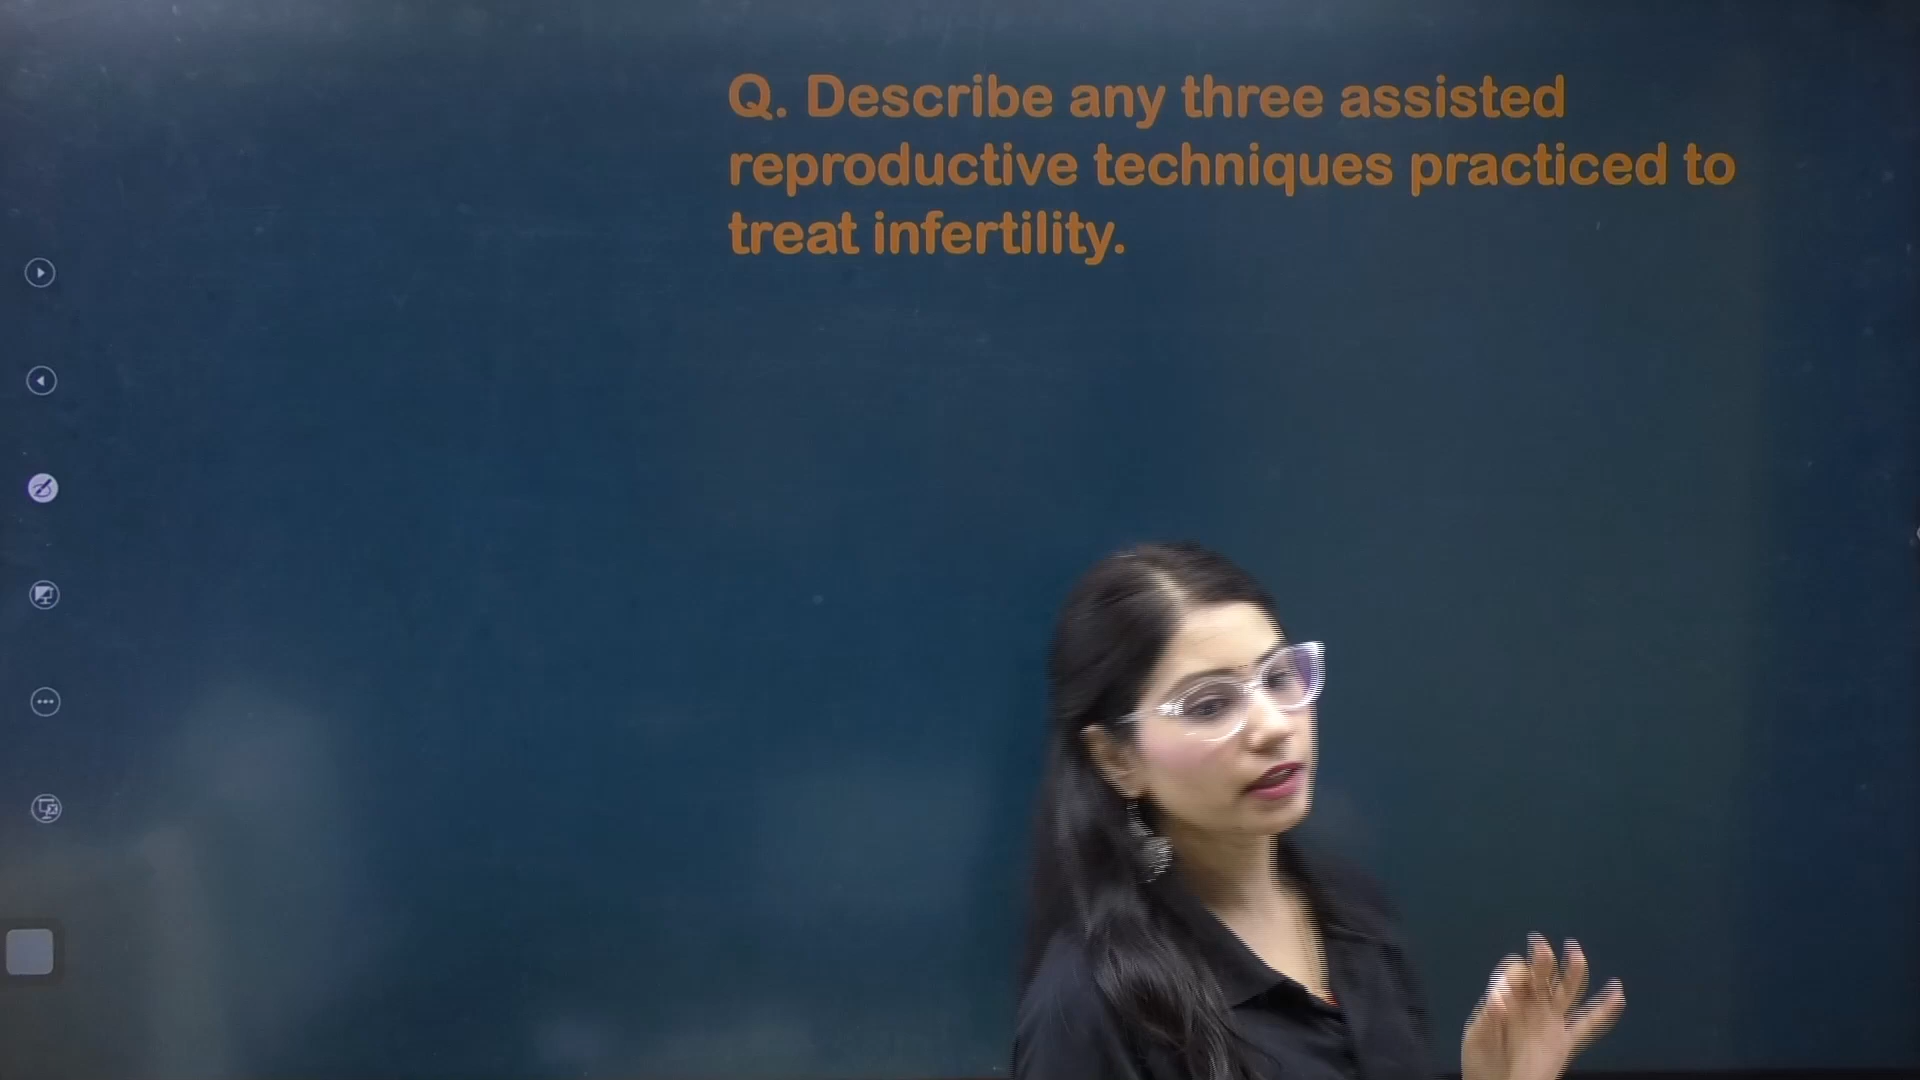 Q. Describe any three assisted
reproductive techniques practiced to
treat infertility.